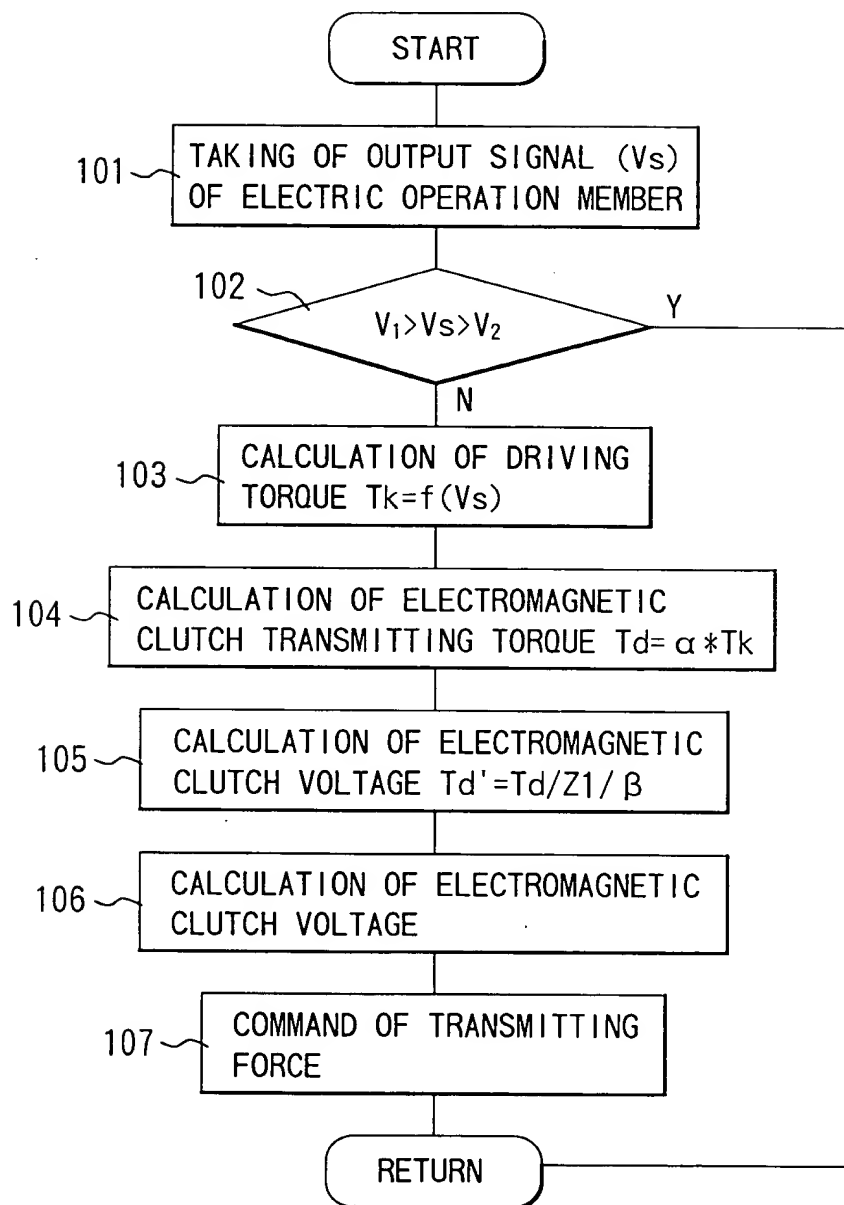 START
101
TAKING OF OUTPUT SIGNAL (Vs)
OF ELECTRIC OPERATION MEMBER
102
V₁>Vs>V₂
Y
N
103
CALCULATION OF DRIVING
TORQUE Tk=f(Vs)
104
CALCULATION OF ELECTROMAGNETIC
CLUTCH TRANSMITTING TORQUE Td=α*Tk
105
CALCULATION OF ELECTROMAGNETIC
CLUTCH VOLTAGE Td'=Td/Z1/β
106
CALCULATION OF ELECTROMAGNETIC
CLUTCH VOLTAGE
107
COMMAND OF TRANSMITTING
FORCE
RETURN